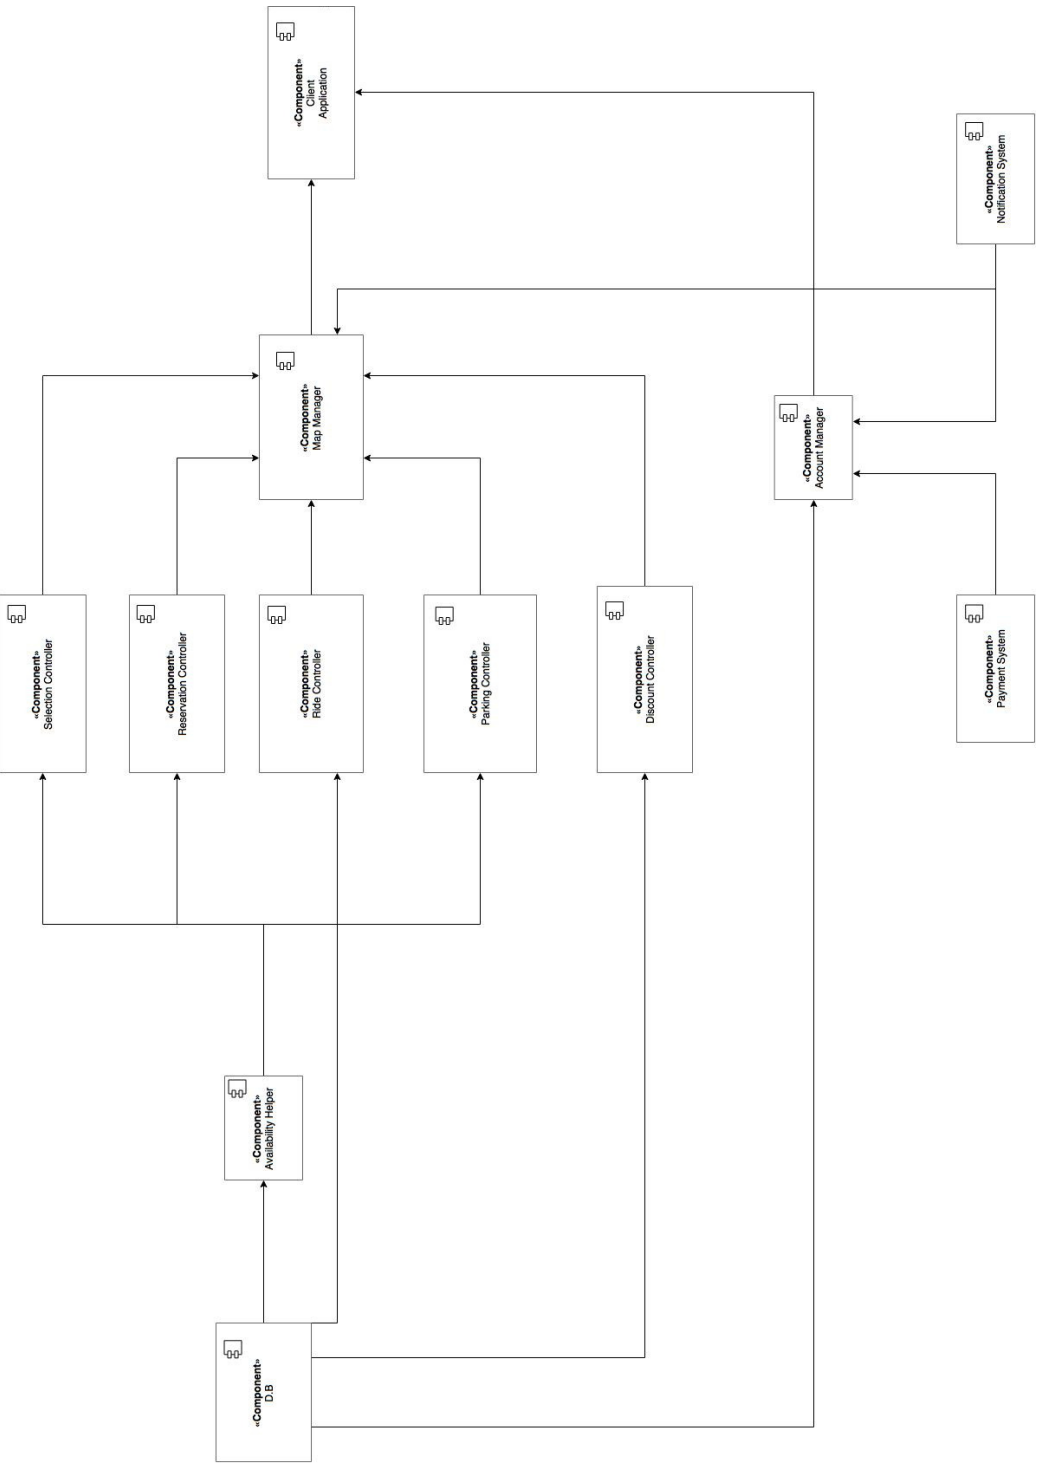 «Component»
Client
Application
«Component»
Notification System
«Component»
Map Manager
«Component»
Account Manager
«Component»
Selection Controller
«Component»
Reservation Controller
«Component»
Ride Controller
«Component»
Parking Controller
«Component»
Discount Controller
«Component»
Payment System
«Component»
Availability Helper
«Component»
D.B